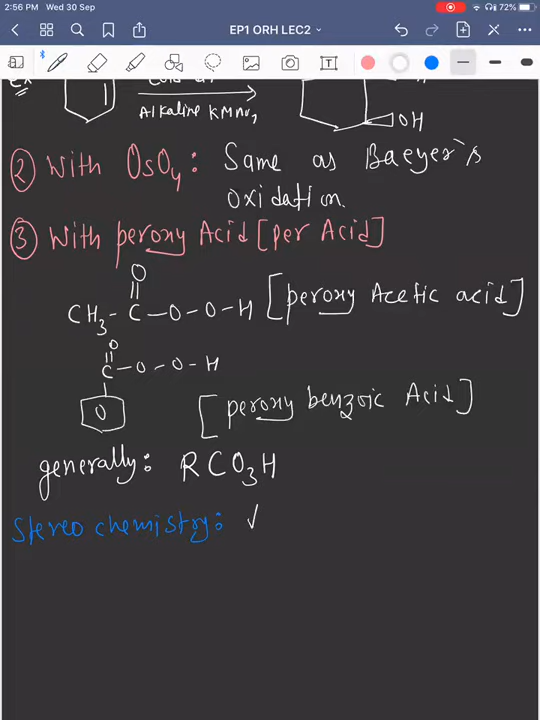 2:56 PM Wed 30 Sep
72%
EP1 ORH LEC2
Ex
Alkaline KMnO4
OH
② With OsO4: Same as Baeyer's
oxidation.
③ With peroxy Acid [per Acid]
O
CH3-C-O-O-H [peroxy Acetic acid]
O
C-O-O-H
O
[peroxy benzoic Acid]
generally: RCO3H
Stereo chemistry: